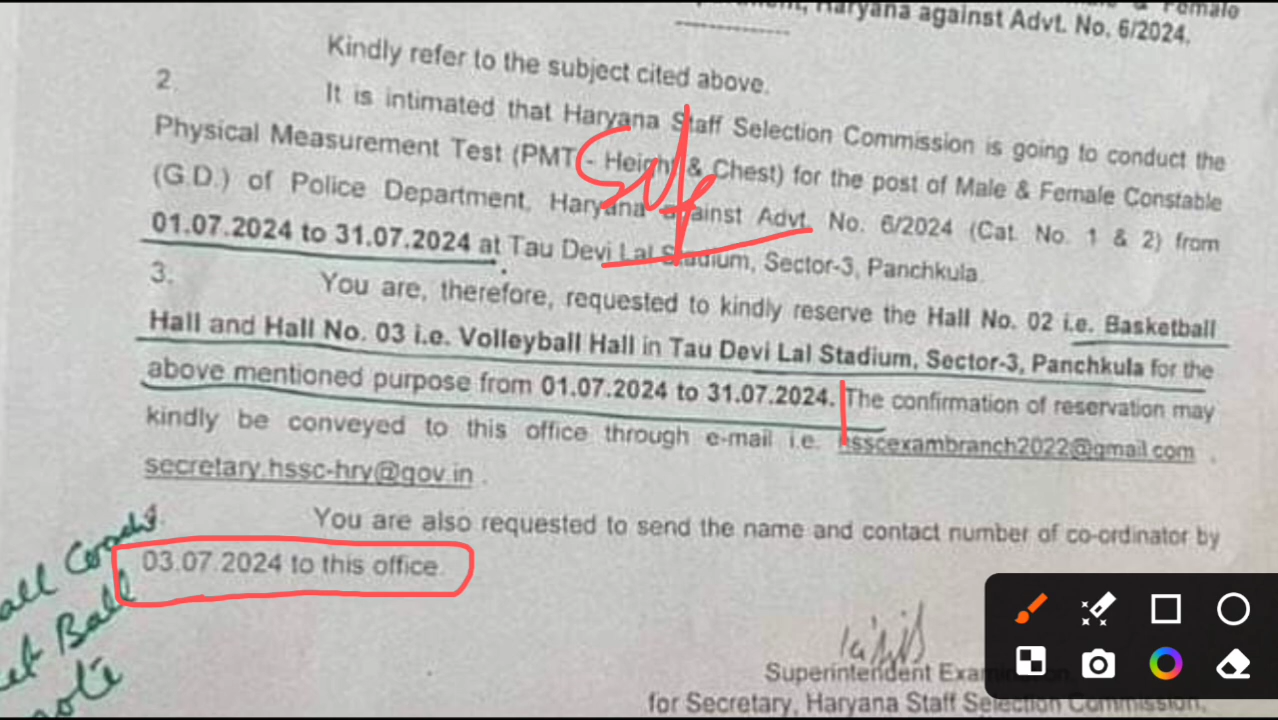 & Female
Haryana against Advt. No. 6/2024.
Kindly refer to the subject cited above.
2. It is intimated that Haryana Staff Selection Commission is going to conduct the
Physical Measurement Test (PMT - Height & Chest) for the post of Male & Female Constable
(G.D.) of Police Department, Haryana against Advt. No. 6/2024 (Cat. No. 1 & 2) from
01.07.2024 to 31.07.2024 at Tau Devi Lal Stadium, Sector-3, Panchkula.
3. You are, therefore, requested to kindly reserve the Hall No. 02 i.e. Basketball
Hall and Hall No. 03 i.e. Volleyball Hall in Tau Devi Lal Stadium, Sector-3, Panchkula for the
above mentioned purpose from 01.07.2024 to 31.07.2024. The confirmation of reservation may
kindly be conveyed to this office through e-mail i.e. hsscexambranch2022@gmail.com ,
secretary.hssc-hry@gov.in .
You are also requested to send the name and contact number of co-ordinator by
03.07.2024 to this office.
all Coach
Ball
Superintendent
for Secretary, Haryana Staff Selection Commission.